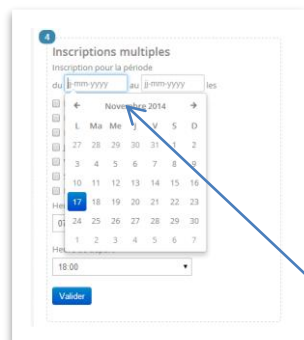 4
Inscriptions multiples
Inscription pour la période
du jj-mm-yyyy au jj-mm-yyyy les
← Novembre 2014 →
L Ma Me J V S D
27 28 29 30 31 1 2
3 4 5 6 7 8 9
10 11 12 13 14 15 16
17 18 19 20 21 22 23
24 25 26 27 28 29 30
1 2 3 4 5 6 7
18:00
Valider